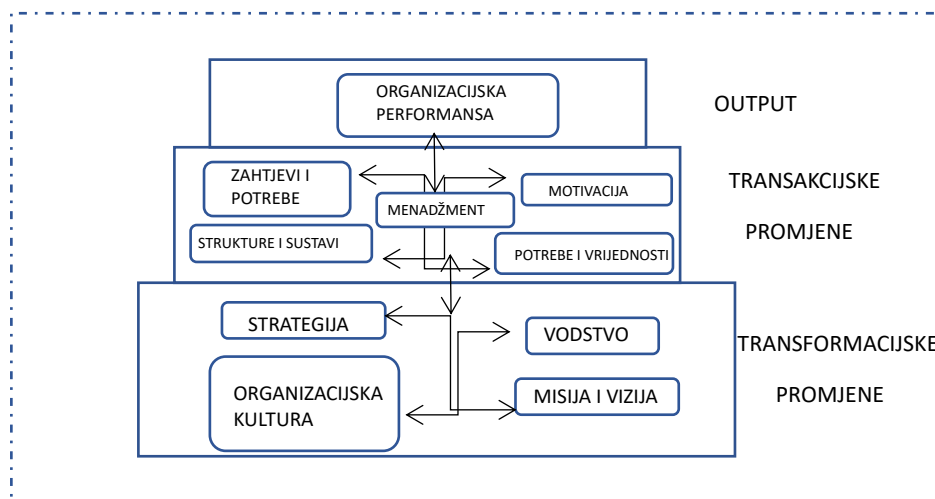 ORGANIZACIJSKA
PERFORMANSA
OUTPUT
ZAHTJEVI I
POTREBE
MENADŽMENT
MOTIVACIJA
STRUKTURE I SUSTAVI
POTREBE I VRIJEDNOSTI
TRANSAKCIJSKE
PROMJENE
STRATEGIJA
VODSTVO
ORGANIZACIJSKA
KULTURA
MISIJA I VIZIJA
TRANSFORMACIJSKE
PROMJENE